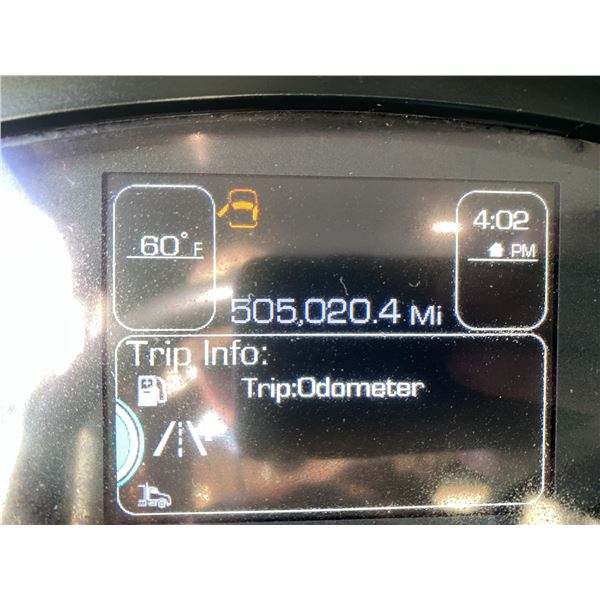 4:02
60°F
PM
505,020.4 Mi
Trip Info:
Trip:Odometer